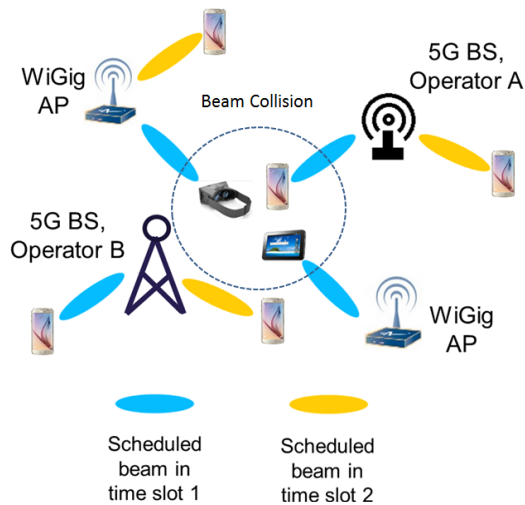 WiGig
AP
Beam Collision
5G BS,
Operator A
5G BS,
Operator B
WiGig
AP
Scheduled
beam in
time slot 1
Scheduled
beam in
time slot 2